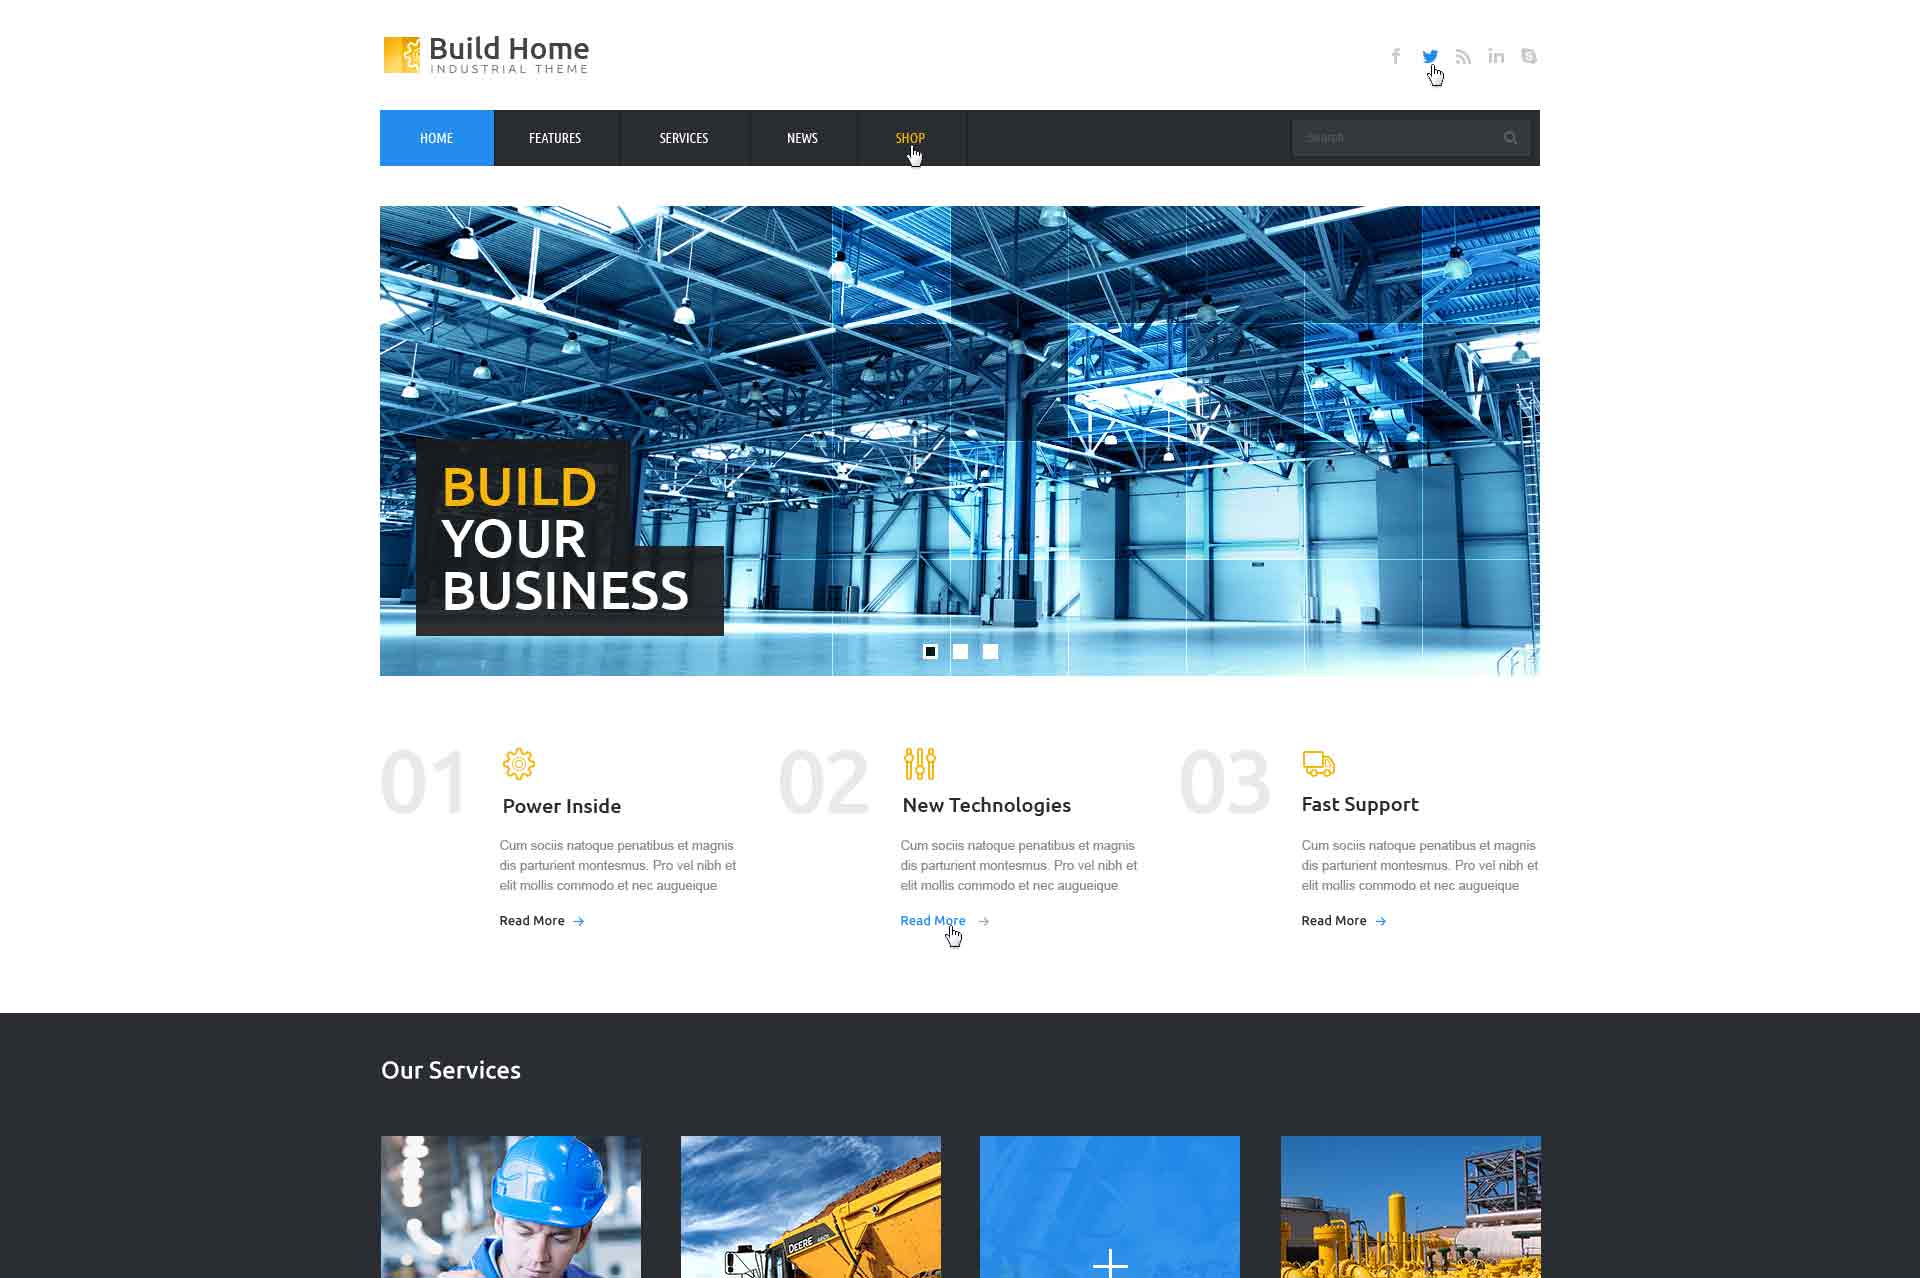 Build Home
INDUSTRIAL THEME
HOME FEATURES SERVICES NEWS SHOP Search
BUILD
YOUR
BUSINESS
01
Power Inside
Cum sociis natoque penatibus et magnis
dis parturient montesmus. Pro vel nibh et
elit mollis commodo et nec augueique
Read More
02
New Technologies
Cum sociis natoque penatibus et magnis
dis parturient montesmus. Pro vel nibh et
elit mollis commodo et nec augueique
Read More
03
Fast Support
Cum sociis natoque penatibus et magnis
dis parturient montesmus. Pro vel nibh et
elit mollis commodo et nec augueique
Read More
Our Services
DEERE